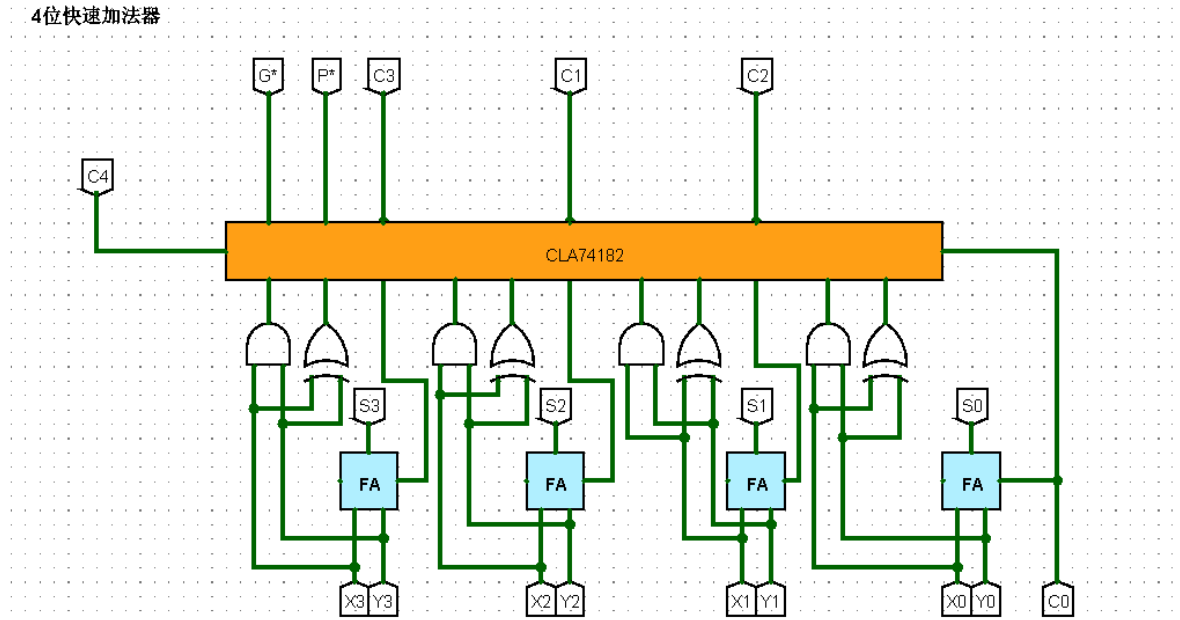 4位快速加法器
G* P* C3 C1 C2
C4
CLA74182
S3 S2 S1 S0
FA FA FA FA
X3 Y3 X2 Y2 X1 Y1 X0 Y0 C0